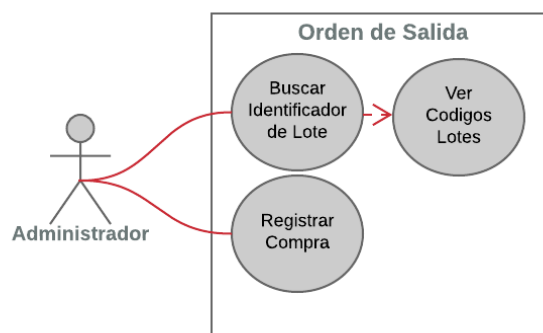 Orden de Salida
Buscar
Identificador
de Lote
Ver
Codigos
Lotes
Administrador
Registrar
Compra